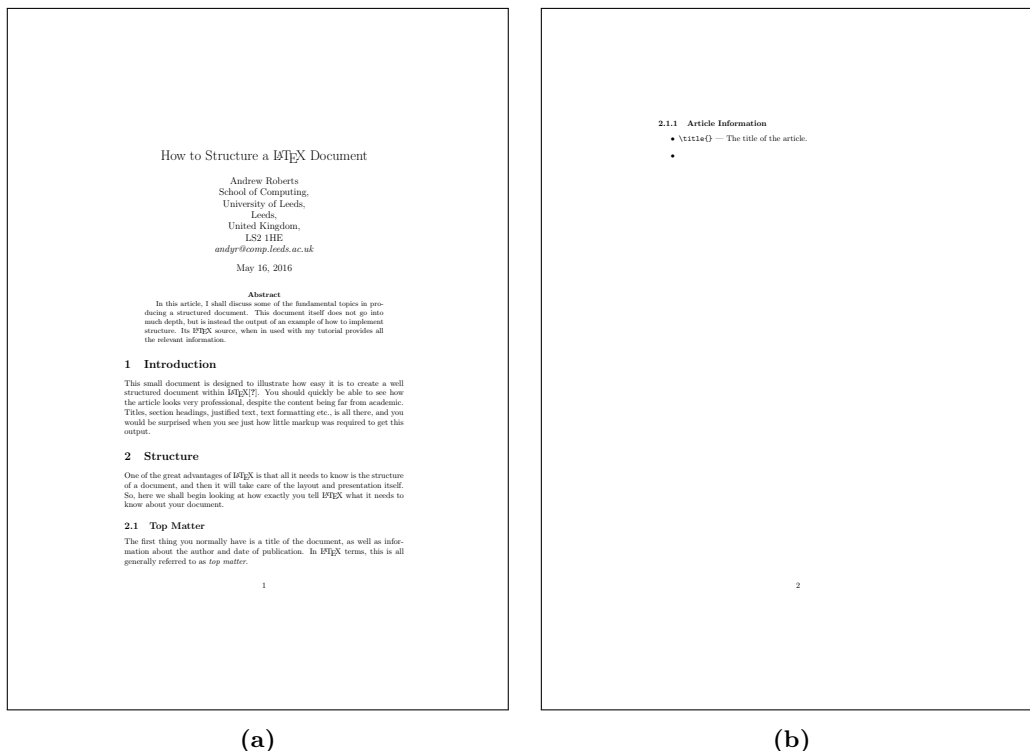 How to Structure a LATEX Document
Andrew Roberts
School of Computing,
University of Leeds,
Leeds,
United Kingdom,
LS2 1HE
andyr@comp.leeds.ac.uk
May 16, 2016
Abstract
In this article, I shall discuss some of the fundamental topics in pro-
ducing a structured document. This document itself does not go into
much depth, but is instead the output of an example of how to implement
structure. Its LATEX source, when in used with my tutorial provides all
the relevant information.
1 Introduction
This small document is designed to illustrate how easy it is to create a well
structured document within LATEX[?]. You should quickly be able to see how
the article looks very professional, despite the content being far from academic.
Titles, section headings, justified text, text formatting etc., is all there, and you
would be surprised when you see just how little markup was required to get this
output.
2 Structure
One of the great advantages of LATEX is that all it needs to know is the structure
of a document, and then it will take care of the layout and presentation itself.
So, here we shall begin looking at how exactly you tell LATEX what it needs to
know about your document.
2.1 Top Matter
The first thing you normally have is a title of the document, as well as infor-
mation about the author and date of publication. In LATEX terms, this is all
generally referred to as top matter.
1
(a)
2.1.1 Article Information
• \title{} — The title of the article.
•
2
(b)